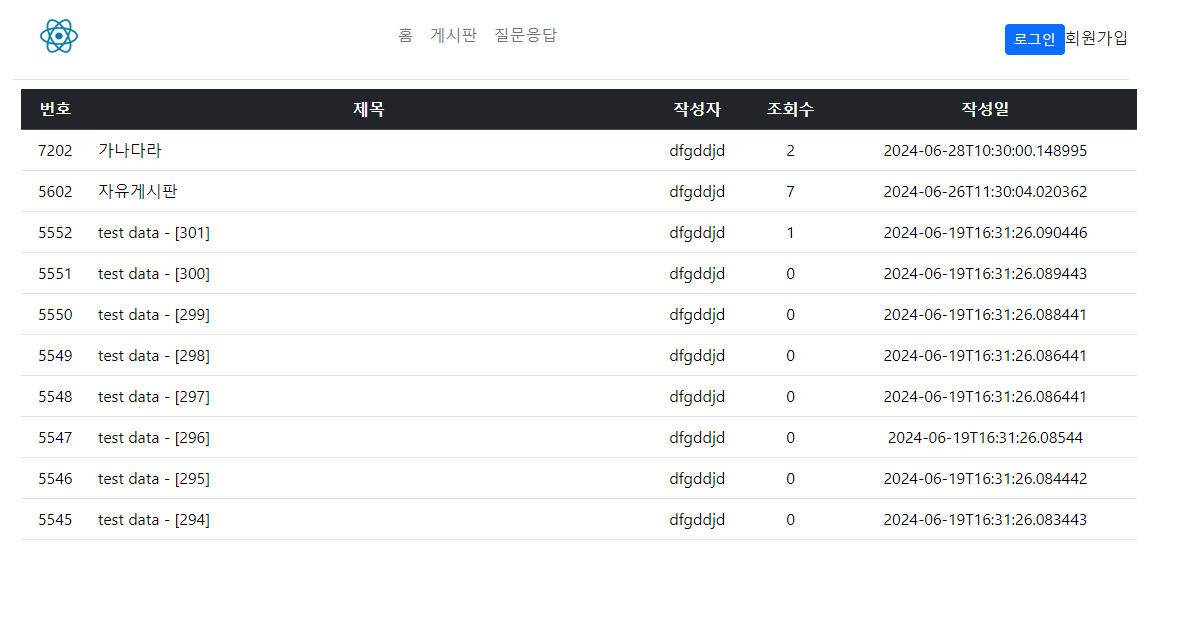 홈 게시판 질문응답 로그인 회원가입
번호 제목 작성자 조회수 작성일
7202 가나다라 dfgddjd 2 2024-06-28T10:30:00.148995
5602 자유게시판 dfgddjd 7 2024-06-26T11:30:04.020362
5552 test data - [301] dfgddjd 1 2024-06-19T16:31:26.090446
5551 test data - [300] dfgddjd 0 2024-06-19T16:31:26.089443
5550 test data - [299] dfgddjd 0 2024-06-19T16:31:26.088441
5549 test data - [298] dfgddjd 0 2024-06-19T16:31:26.086441
5548 test data - [297] dfgddjd 0 2024-06-19T16:31:26.086441
5547 test data - [296] dfgddjd 0 2024-06-19T16:31:26.08544
5546 test data - [295] dfgddjd 0 2024-06-19T16:31:26.084442
5545 test data - [294] dfgddjd 0 2024-06-19T16:31:26.083443